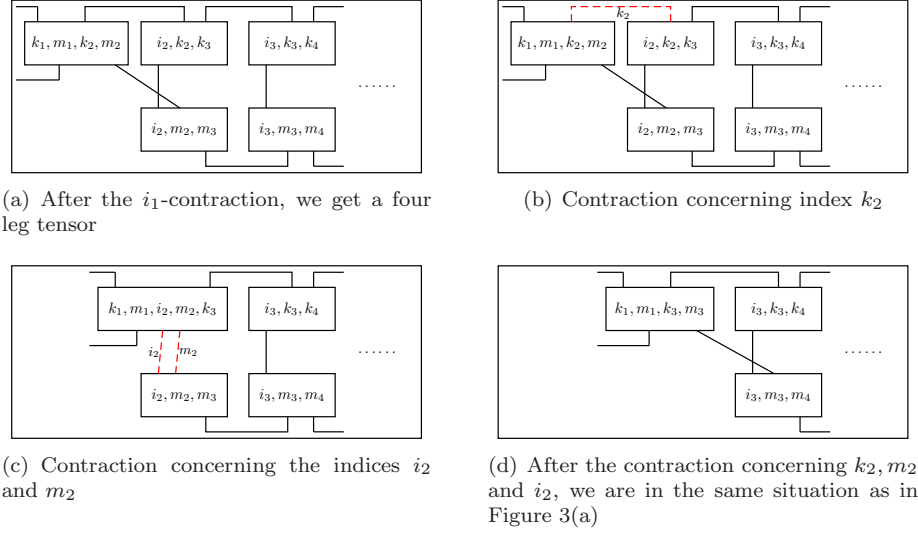 k₁, m₁, k₂, m₂
i₂, k₂, k₃
i₃, k₃, k₄
......
i₂, m₂, m₃
i₃, m₃, m₄
(a) After the i₁-contraction, we get a four
leg tensor
k₂
k₁, m₁, k₂, m₂
i₂, k₂, k₃
i₃, k₃, k₄
......
i₂, m₂, m₃
i₃, m₃, m₄
(b) Contraction concerning index k₂
k₁, m₁, i₂, m₂, k₃
i₃, k₃, k₄
i₂
m₂
......
i₂, m₂, m₃
i₃, m₃, m₄
(c) Contraction concerning the indices i₂
and m₂
k₁, m₁, k₃, m₃
i₃, k₃, k₄
......
i₃, m₃, m₄
(d) After the contraction concerning k₂, m₂
and i₂, we are in the same situation as in
Figure 3(a)